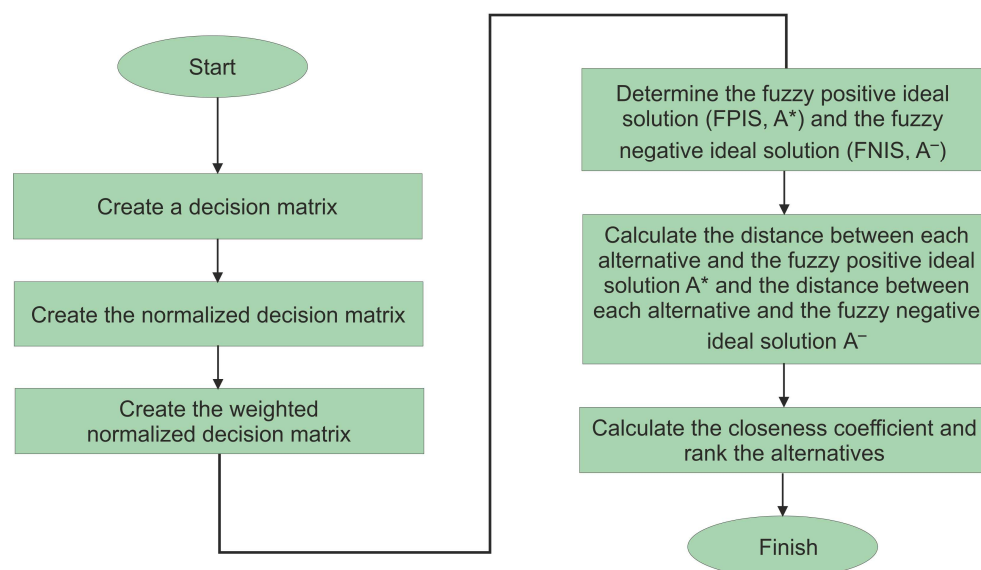 Start
Create a decision matrix
Create the normalized decision matrix
Create the weighted
normalized decision matrix
Determine the fuzzy positive ideal
solution (FPIS, A*) and the fuzzy
negative ideal solution (FNIS, A⁻)
Calculate the distance between each
alternative and the fuzzy positive ideal
solution A* and the distance between
each alternative and the fuzzy negative
ideal solution A⁻
Calculate the closeness coefficient and
rank the alternatives
Finish